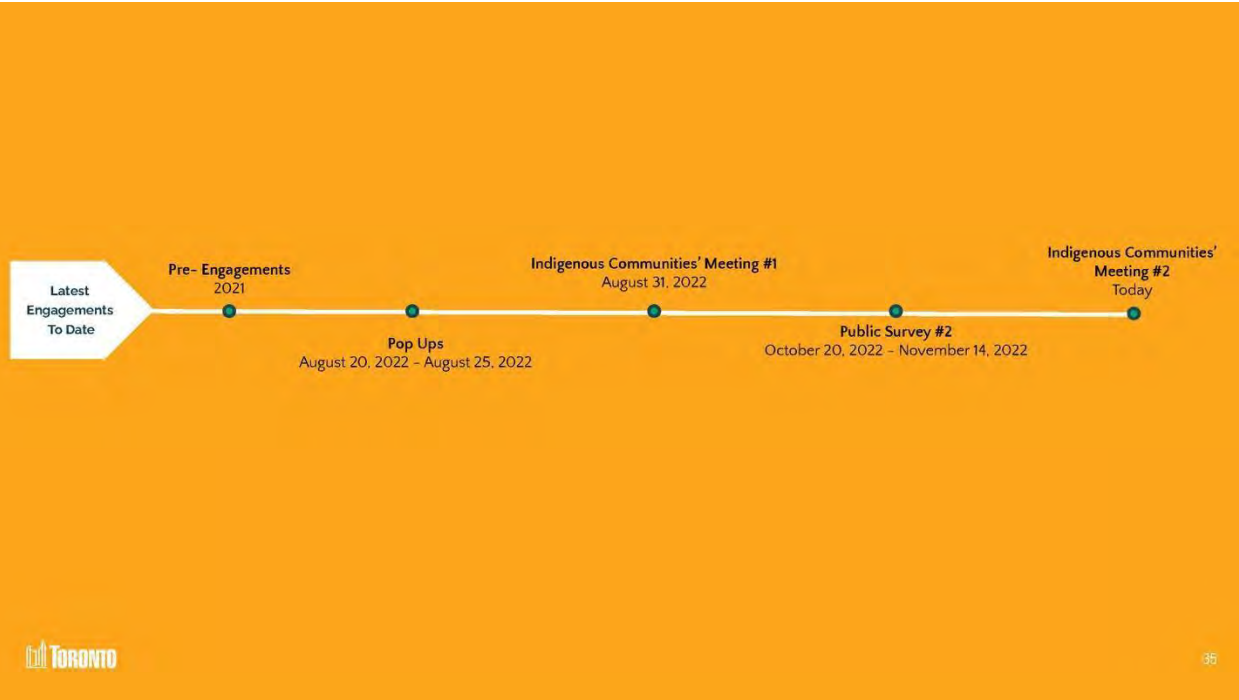 Latest
Engagements
To Date
Pre- Engagements
2021
Pop Ups
August 20, 2022 – August 25, 2022
Indigenous Communities' Meeting #1
August 31, 2022
Public Survey #2
October 20, 2022 – November 14, 2022
Indigenous Communities'
Meeting #2
Today
TORONTO
35